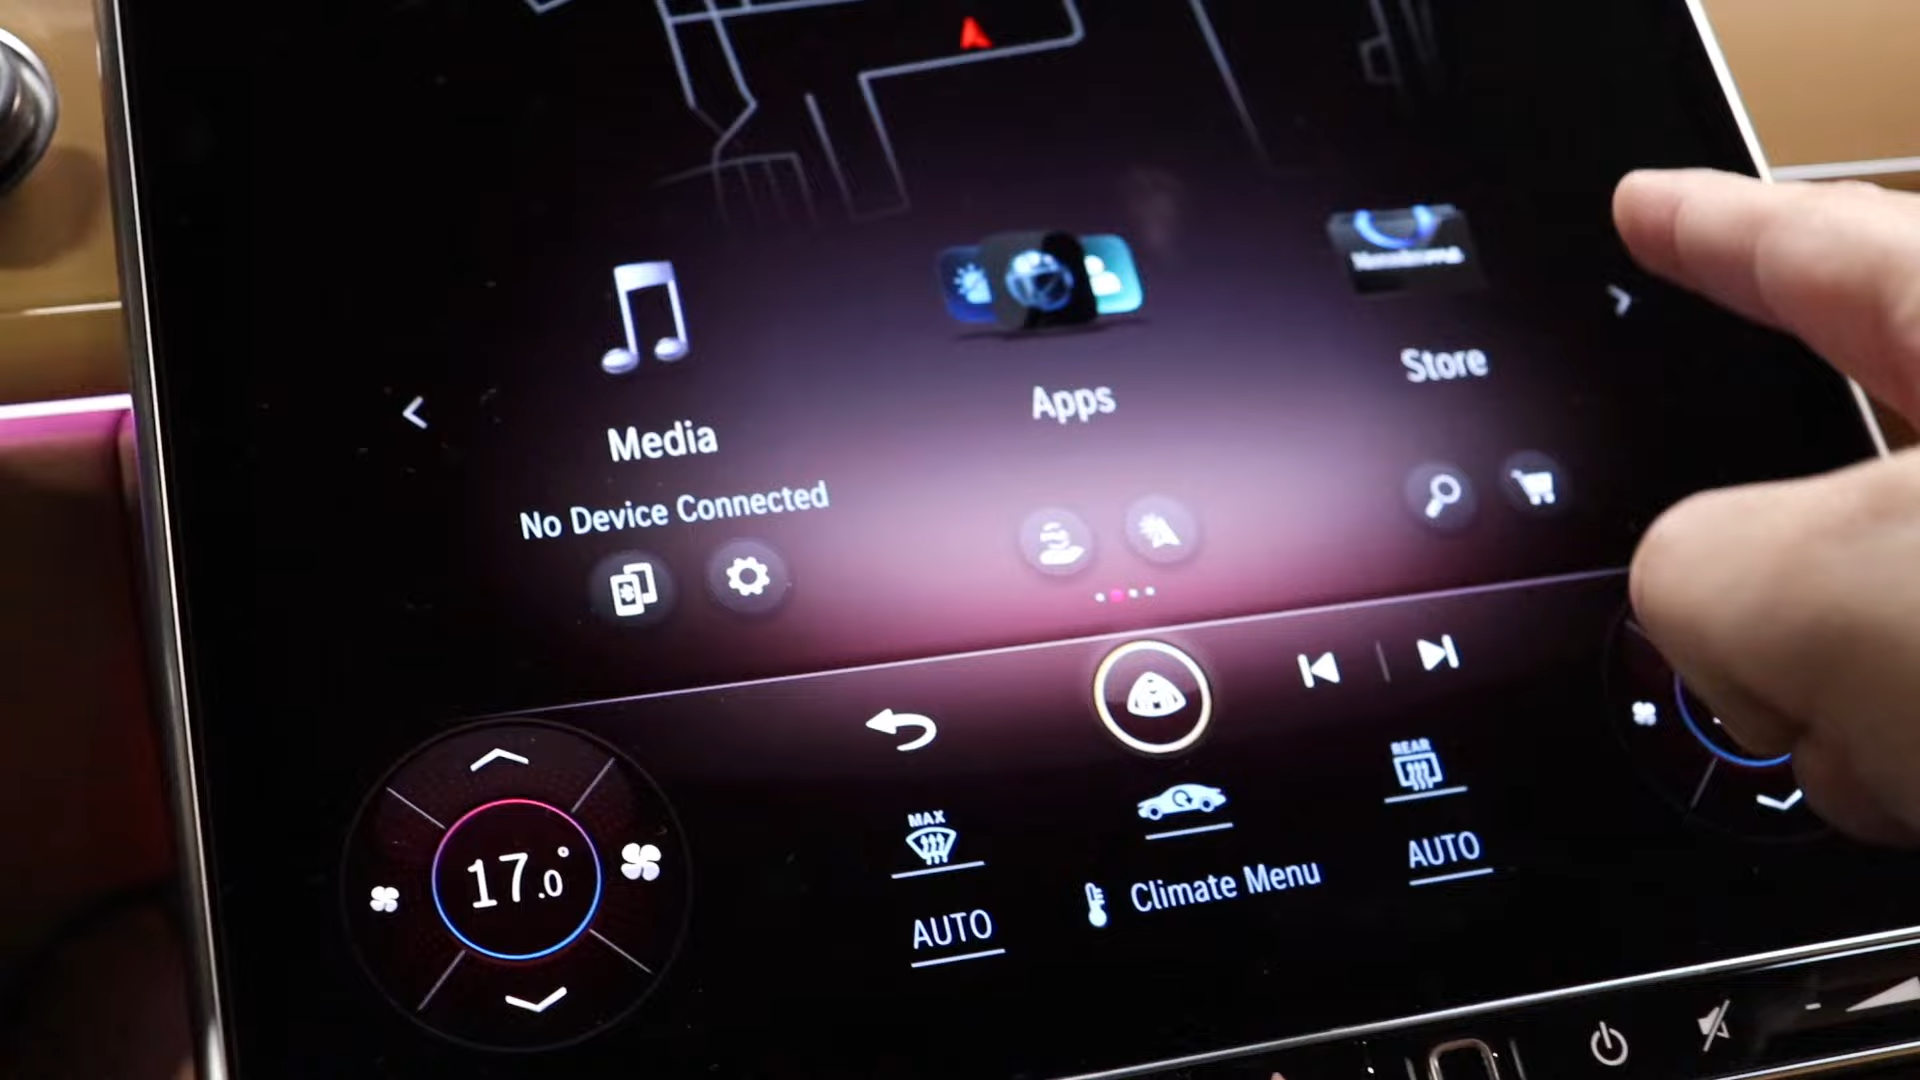 Media
Apps
Store
No Device Connected
MAX
REAR
17.0°
AUTO
Climate Menu
AUTO